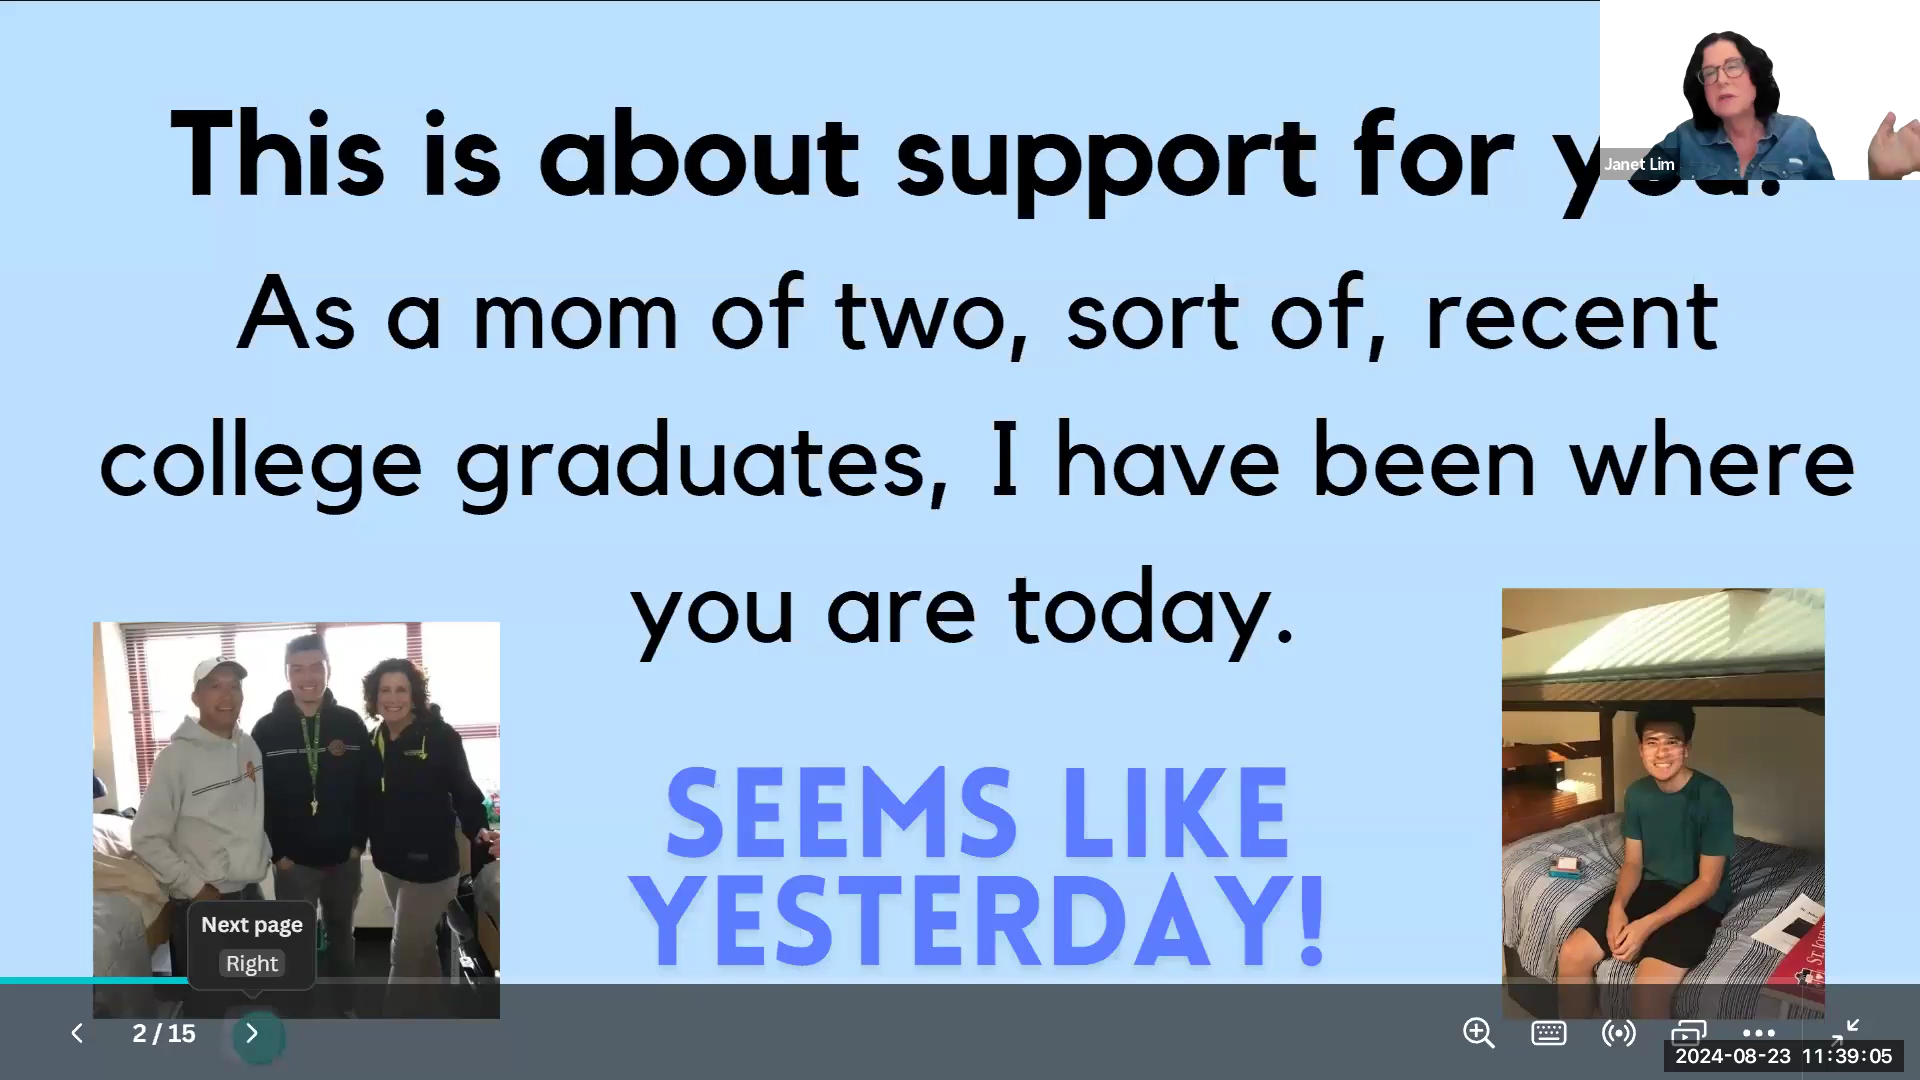 This is about support for you!
Janet Lim
As a mom of two, sort of, recent
college graduates, I have been where
you are today.
SEEMS LIKE
YESTERDAY!
Next page
Right
2 / 15
2024-08-23 11:39:05